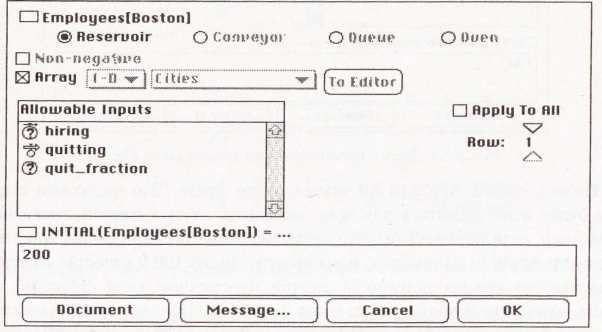 Employees[Boston]
Reservoir Conveyor Queue Oven
Non-negative
Array 1-D Cities To Editor
Allowable Inputs
hiring
quitting
quit_fraction
Apply To All
Row: 1
INITIAL(Employees[Boston]) = ...
200
Document Message... Cancel OK